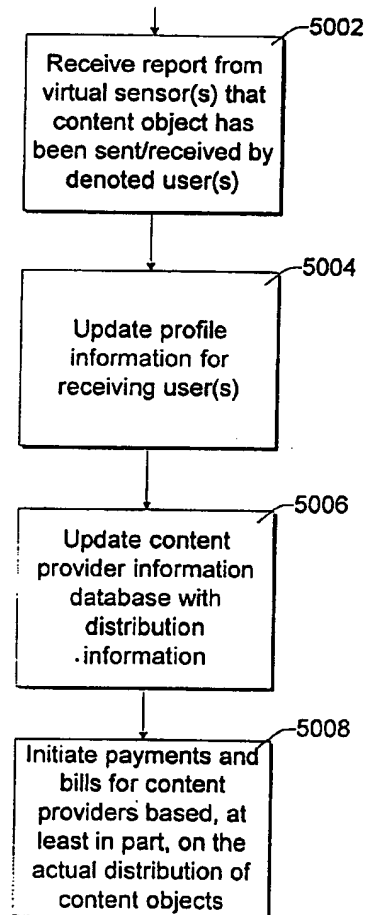 5002
Receive report from
virtual sensor(s) that
content object has
been sent/received by
denoted user(s)
5004
Update profile
information for
receiving user(s)
5006
Update content
provider information
database with
distribution
.information
5008
Initiate payments and
bills for content
providers based, at
least in part, on the
actual distribution of
content objects